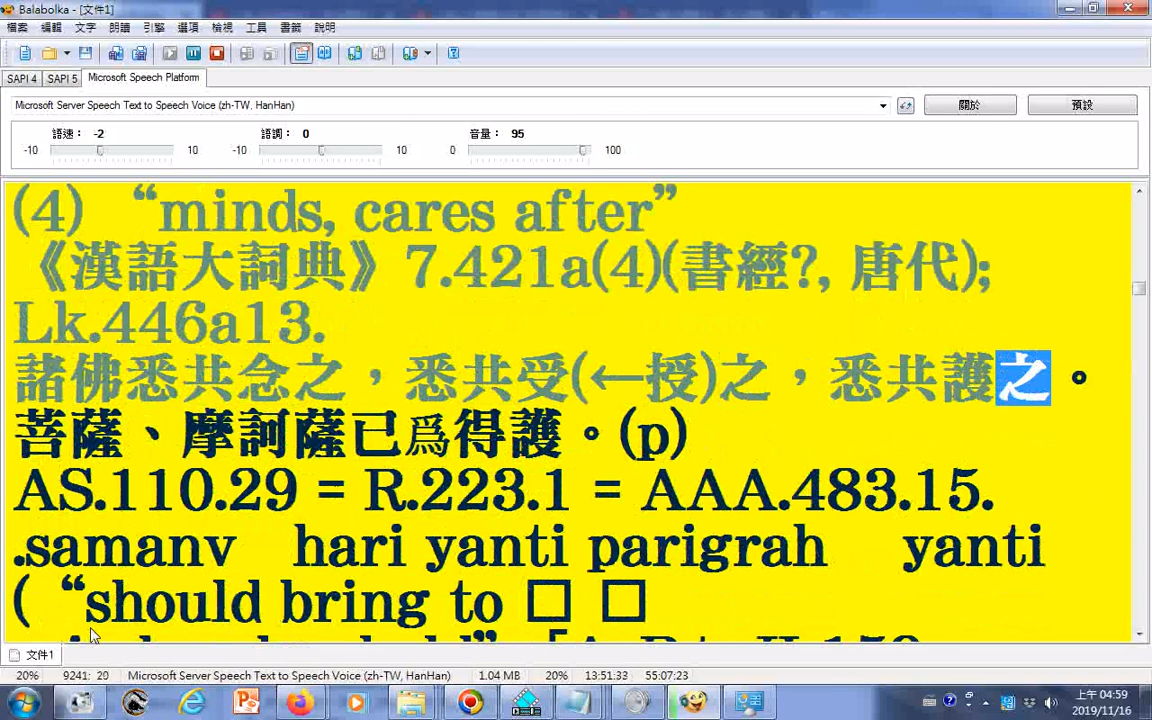 Balabolka - [文件1]
檔案 編輯 文字 朗讀 引擎 選項 檢視 工具 書籤 說明
SAPI 4 SAPI 5 Microsoft Speech Platform
Microsoft Server Speech Text to Speech Voice (zh-TW, HanHan)
關於
預設
語速： -2 語調： 0 音量： 95
-10 10 -10 10 0 100
(4) “minds, cares after”
《漢語大詞典》 7.421a(4)(書經?, 唐代);
Lk.446a13.
諸佛悉共念之，悉共受(←授)之，悉共護之。
菩薩、摩訶薩已爲得護。(p)
AS.110.29 = R.223.1 = AAA.483.15.
.samanv hari yanti parigrah yanti
( “should bring to □ □
文件1
20% 9241: 20 Microsoft Server Speech Text to Speech Voice (zh-TW, HanHan) 1.04 MB 20% 13:51:33 55:07:23
上午 04:59
2019/11/16